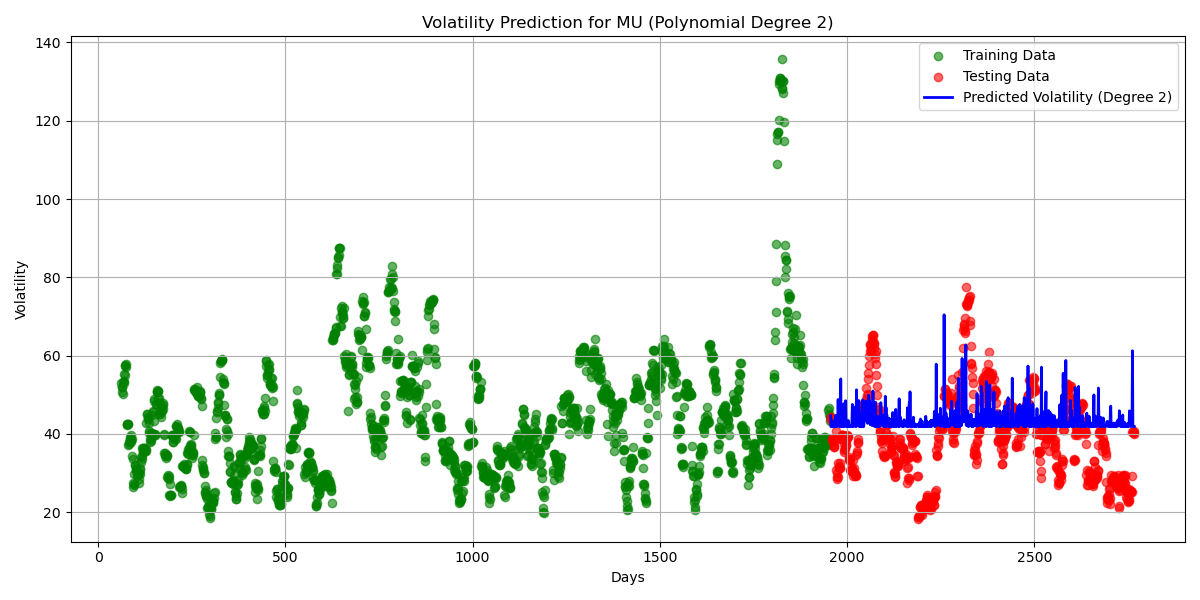 Volatility Prediction for MU (Polynomial Degree 2)
Training Data
Testing Data
Predicted Volatility (Degree 2)
Volatility
140
120
100
80
60
40
20
0
500
1000
1500
2000
2500
Days